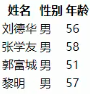 姓名 性别 年龄
刘德华 男 56
张学友 男 58
郭富城 男 51
黎明 男 57